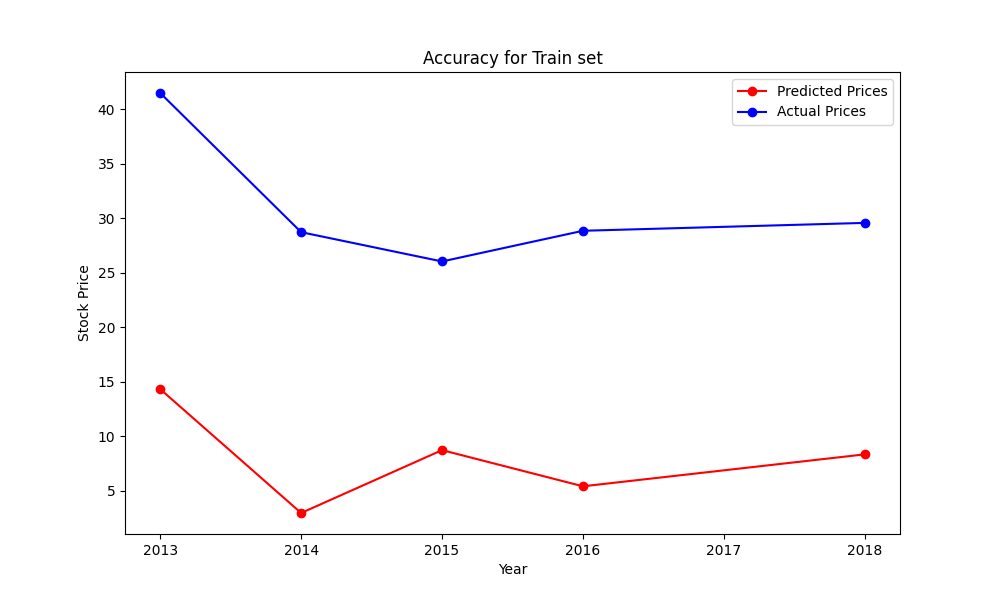 Accuracy for Train set
Predicted Prices
Actual Prices
40
35
30
25
20
15
10
5
Stock Price
2013 2014 2015 2016 2017 2018
Year